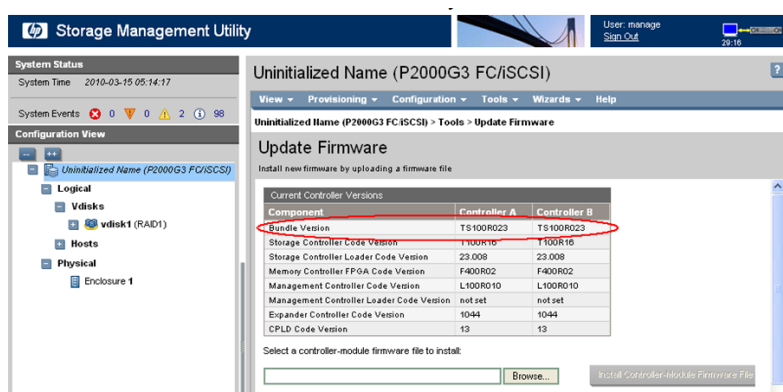 hp Storage Management Utility
User: manage
Sign Out
29:16
System Status
System Time 2010-03-15 05:14:17
System Events 0 0 2 98
Configuration View
Uninitialized Name (P2000G3 FC/iSCSI)
Logical
Vdisks
vdisk1 (RAID1)
Hosts
Physical
Enclosure 1
Uninitialized Name (P2000G3 FC/iSCSI)
?
View Provisioning Configuration Tools Wizards Help
Uninitialized Name (P2000G3 FC/iSCSI) > Tools > Update Firmware
Update Firmware
Install new firmware by uploading a firmware file
Current Controller Versions
Component Controller A Controller B
Bundle Version TS100R023 TS100R023
Storage Controller Code Version T100R16 T100R16
Storage Controller Loader Code Version 23.008 23.008
Memory Controller FPGA Code Version F400R02 F400R02
Management Controller Code Version L100R010 L100R010
Management Controller Loader Code Version not set not set
Expander Controller Code Version 1044 1044
CPLD Code Version 13 13
Select a controller-module firmware file to install:
Browse... Install Controller-Module Firmware File